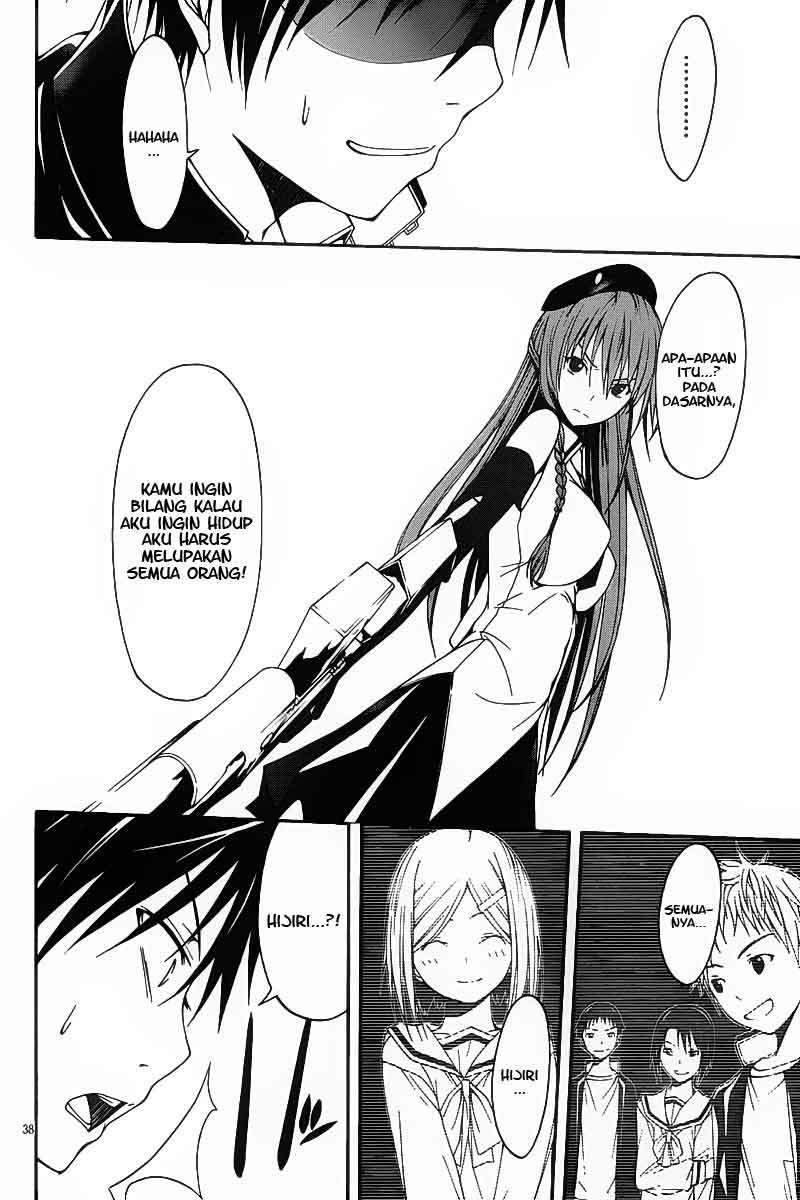 .........
HAHAHA
...
APA-APAAN
ITU...?
PADA
DASARNYA,
KAMU INGIN
BILANG KALAU
AKU INGIN HIDUP
AKU HARUS
MELUPAKAN
SEMUA ORANG!
SEMUA-
NYA...
HIJIRI
...
HIJIRI...?!
38